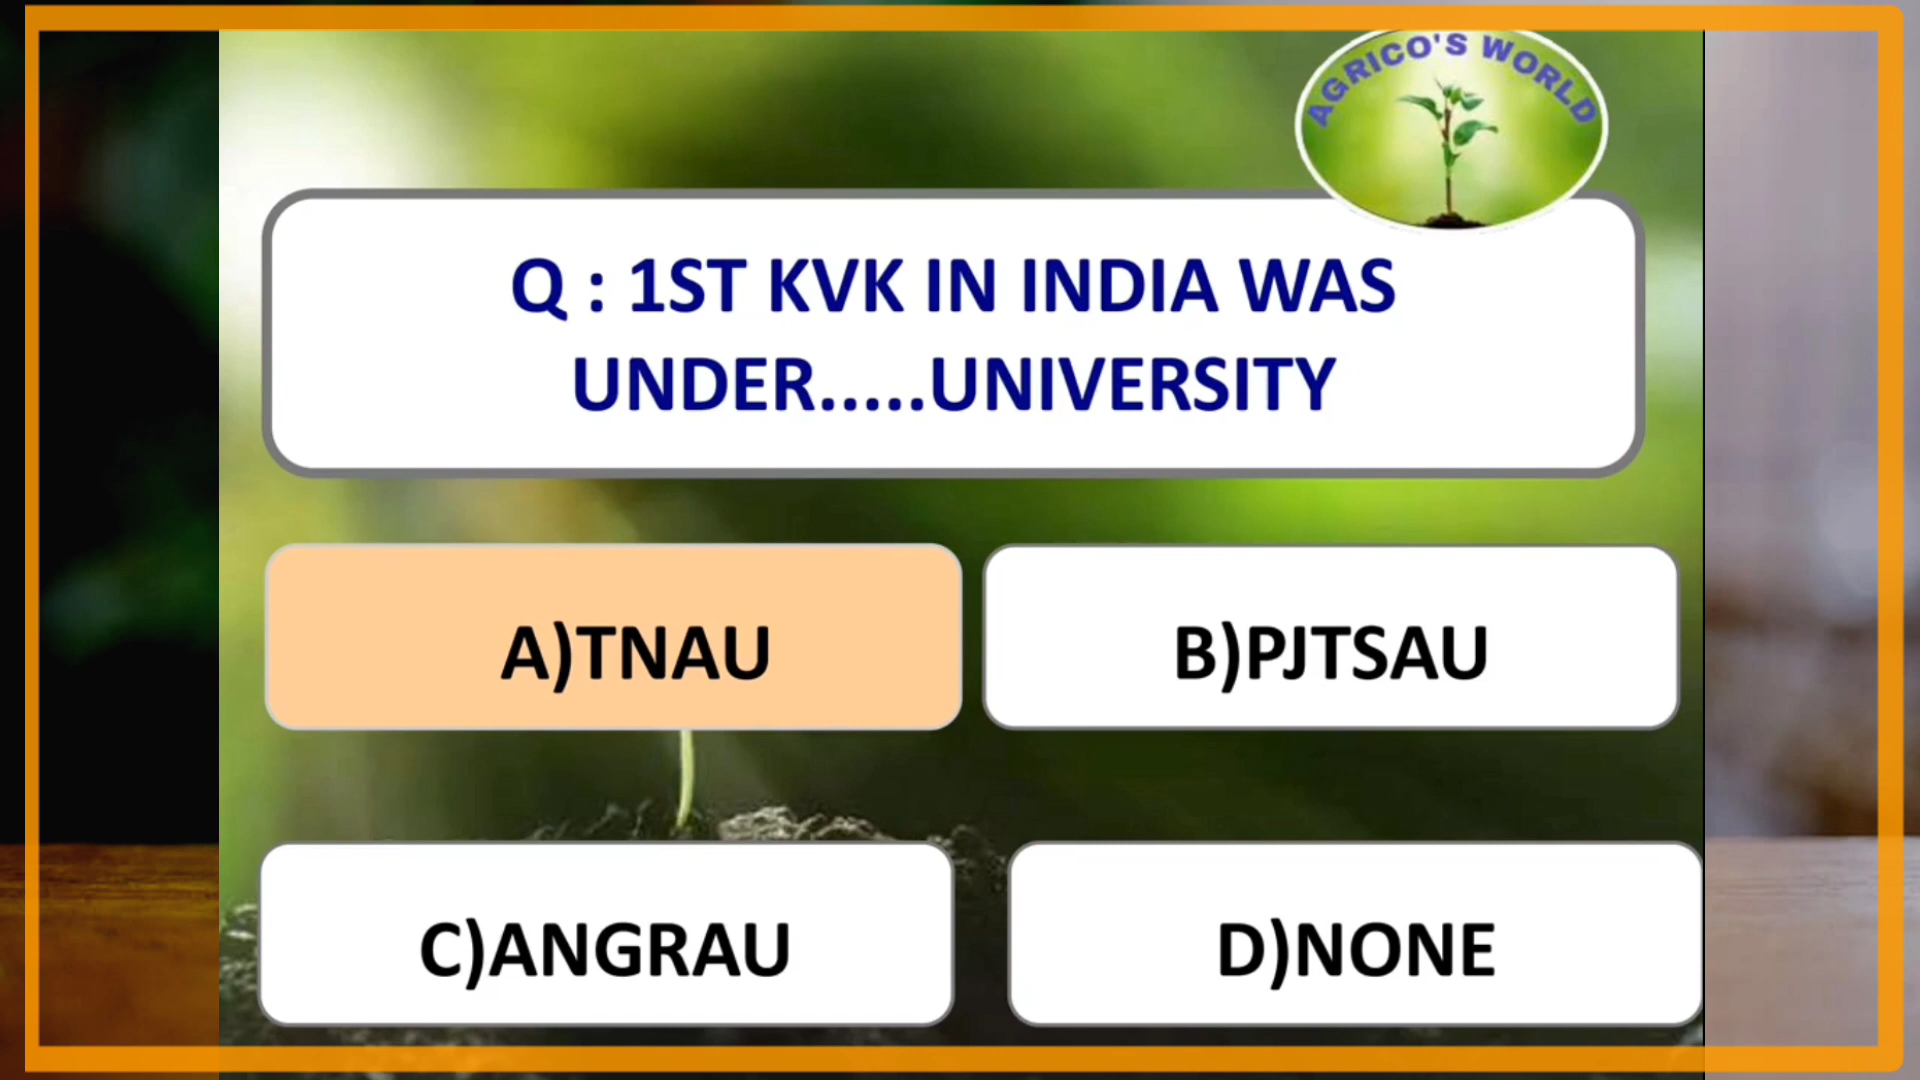 AGRICO'S WORLD
Q : 1ST KVK IN INDIA WAS
UNDER.....UNIVERSITY
A)TNAU
B)PJTSAU
C)ANGRAU
D)NONE